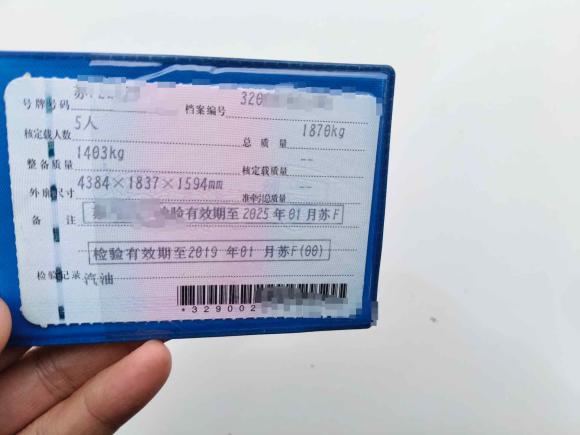 号牌号码 苏 档案编号 320
核定载人数 5人 总质量 1870kg
整备质量 1403kg 核定载质量 --
外廓尺寸 4384×1837×1594mm 准牵引总质量 --
备注 检验有效期至2025年01月苏F
检验有效期至2019年01月苏F(00)
检验记录 汽油
*329002